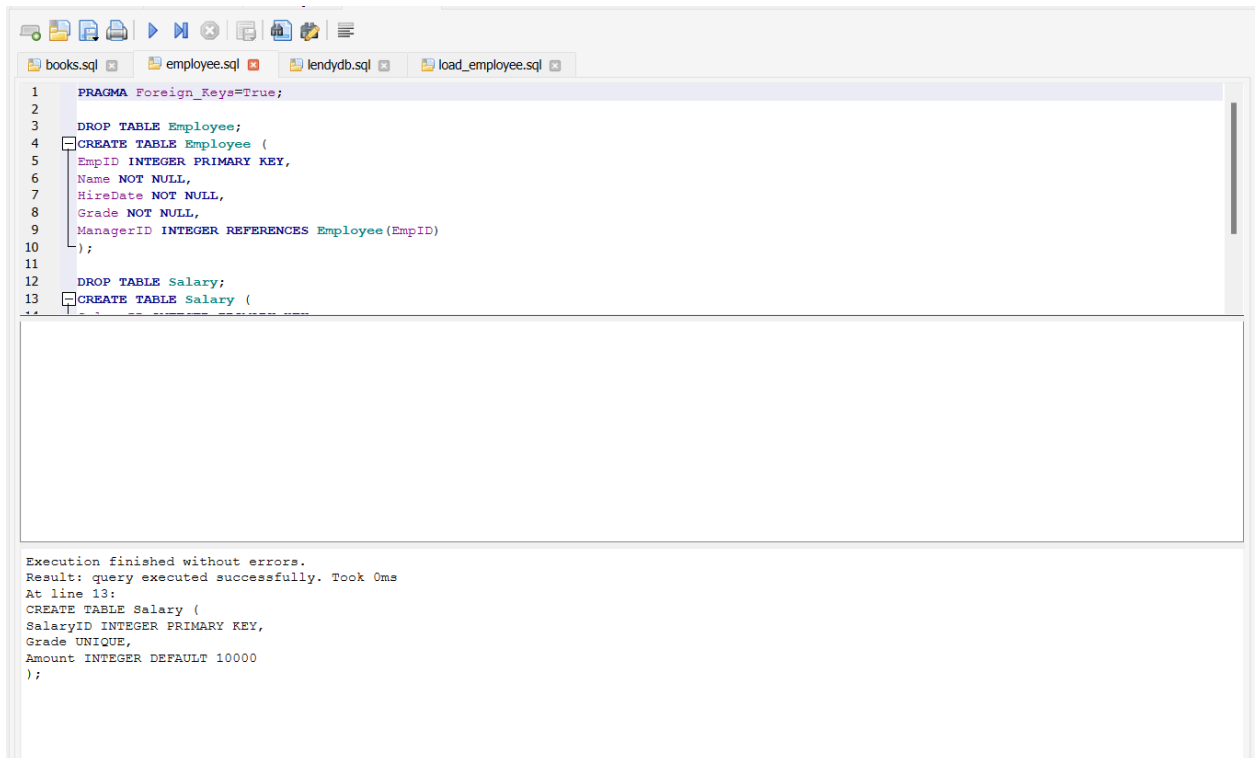 books.sql employee.sql lendydb.sql load_employee.sql
1 PRAGMA Foreign_Keys=True;
2
3 DROP TABLE Employee;
4 CREATE TABLE Employee (
5 EmpID INTEGER PRIMARY KEY,
6 Name NOT NULL,
7 HireDate NOT NULL,
8 Grade NOT NULL,
9 ManagerID INTEGER REFERENCES Employee(EmpID)
10 );
11
12 DROP TABLE Salary;
13 CREATE TABLE Salary (
Execution finished without errors.
Result: query executed successfully. Took 0ms
At line 13:
CREATE TABLE Salary (
SalaryID INTEGER PRIMARY KEY,
Grade UNIQUE,
Amount INTEGER DEFAULT 10000
);